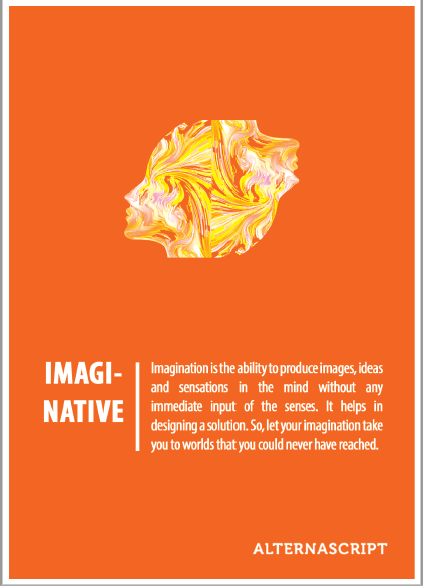 IMAGI-
NATIVE
Imagination is the ability to produce images, ideas
and sensations in the mind without any
immediate input of the senses. It helps in
designing a solution. So, let your imagination take
you to worlds that you could never have reached.
ALTERNASCRIPT